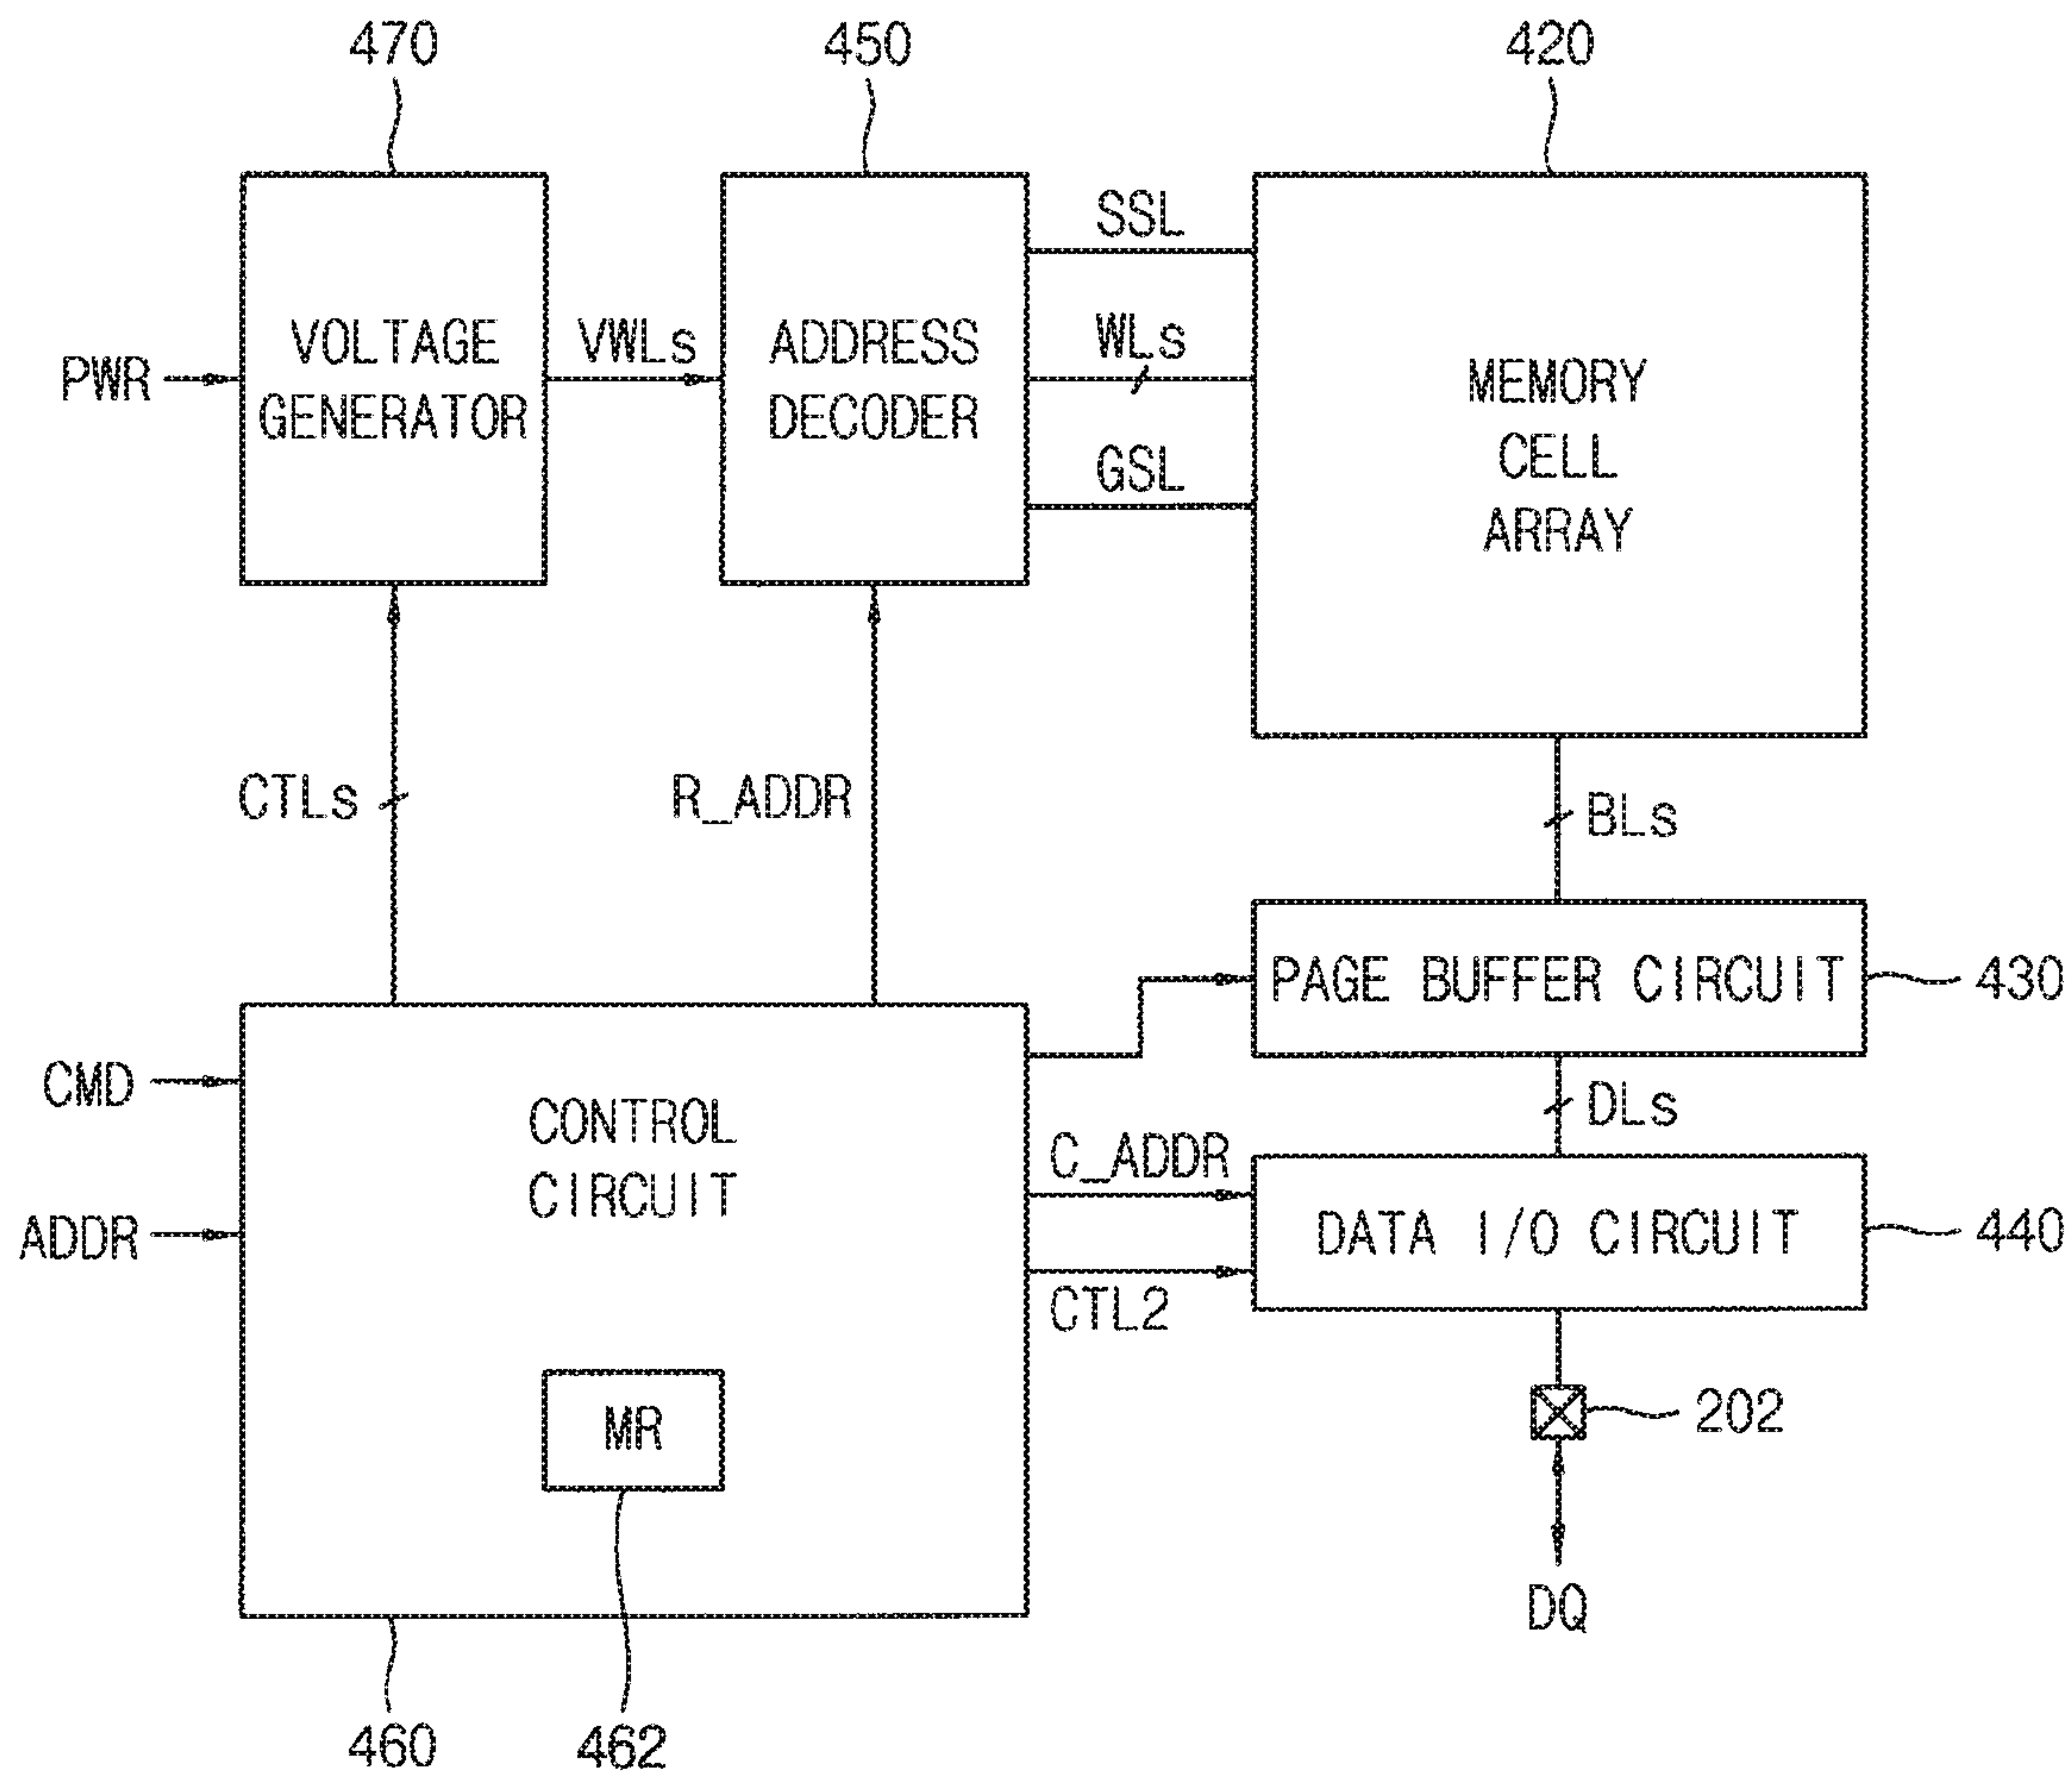 470
450
420
SSL
VOLTAGE
GENERATOR
VWLs
ADDRESS
DECODER
WLs
PWR
MEMORY
CELL
ARRAY
GSL
CTLs
R_ADDR
BLs
PAGE BUFFER CIRCUIT
430
CMD
CONTROL
CIRCUIT
DLs
C_ADDR
ADDR
DATA I/O CIRCUIT
440
CTL2
MR
202
DQ
460
462